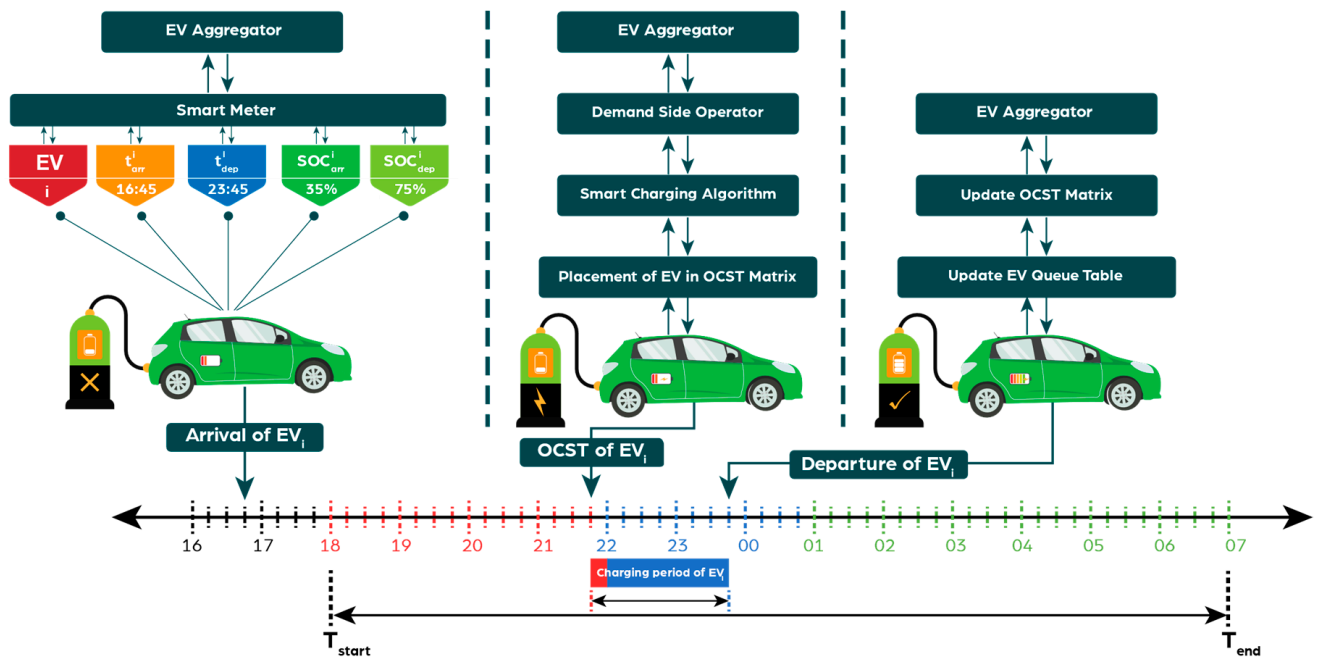 EV Aggregator
Smart Meter
EV
i
t i arr
16:45
t i dep
23:45
SOC i arr
35%
SOC i dep
75%
Arrival of EV i
EV Aggregator
Demand Side Operator
Smart Charging Algorithm
Placement of EV in OCST Matrix
OCST of EV i
EV Aggregator
Update OCST Matrix
Update EV Queue Table
Departure of EV i
16 17 18 19 20 21 22 23 00 01 02 03 04 05 06 07
Charging period of EV i
T start
T end